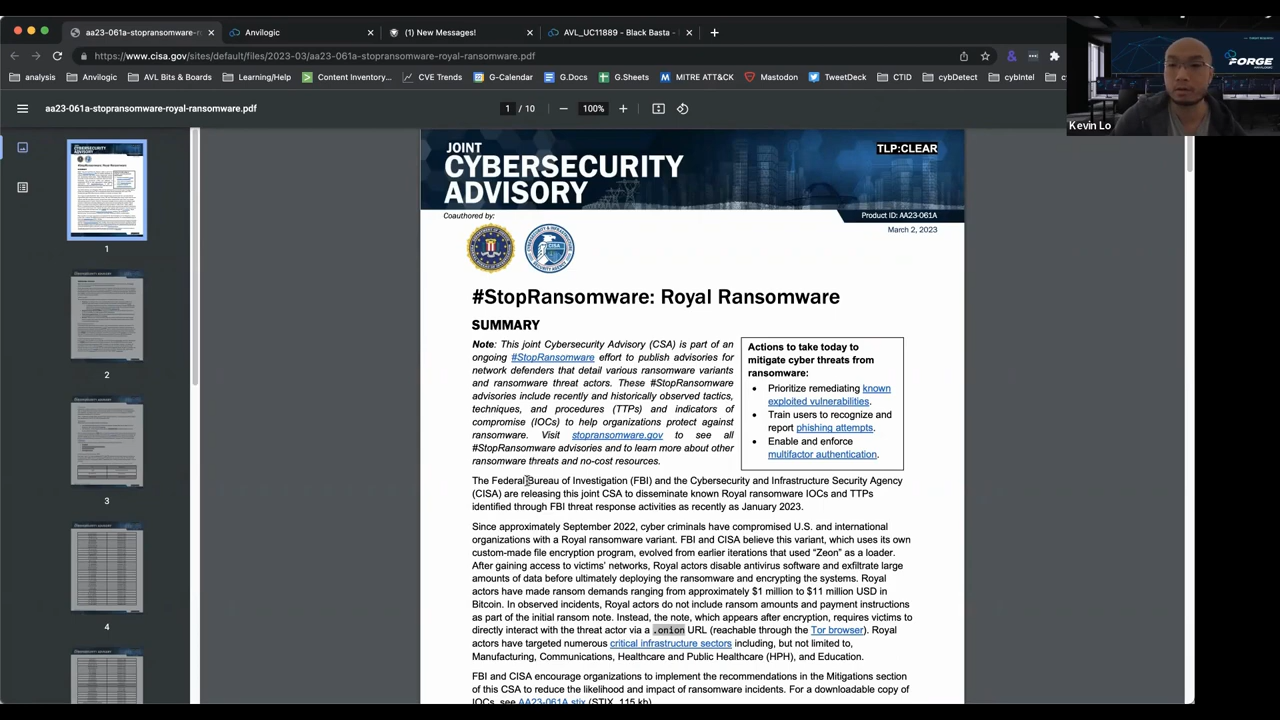 aa23-061a-stopransomware-r
Anvilogic
(1) New Messages!
AVL_UC11889 - Black Basta -
https://www.cisa.gov/sites/default/files/2023-03/aa23-061a-stopransomware-royal-ransomware.pdf
analysis
Anvilogic
AVL Bits & Boards
Learning/Help
Content Inventory...
CVE Trends
G-Calendar
G.Docs
G.Sheets
MITRE ATT&CK
Mastodon
TweetDeck
CTID
cybDetect
cybIntel
FORGE
Kevin Lo
aa23-061a-stopransomware-royal-ransomware.pdf
1 / 10
100%
1
2
3
4
JOINT
CYBERSECURITY
ADVISORY
TLP:CLEAR
Coauthored by:
Product ID: AA23-061A
March 2, 2023
CISA
#StopRansomware: Royal Ransomware
SUMMARY
Note: This joint Cybersecurity Advisory (CSA) is part of an
ongoing #StopRansomware effort to publish advisories for
network defenders that detail various ransomware variants
and ransomware threat actors. These #StopRansomware
advisories include recently and historically observed tactics,
techniques, and procedures (TTPs) and indicators of
compromise (IOCs) to help organizations protect against
ransomware. Visit stopransomware.gov to see all
#StopRansomware advisories and to learn more about other
ransomware threats and no-cost resources.
Actions to take today to
mitigate cyber threats from
ransomware:
• Prioritize remediating known
exploited vulnerabilities.
• Train users to recognize and
report phishing attempts.
• Enable and enforce
multifactor authentication.
The Federal Bureau of Investigation (FBI) and the Cybersecurity and Infrastructure Security Agency
(CISA) are releasing this joint CSA to disseminate known Royal ransomware IOCs and TTPs
identified through FBI threat response activities as recently as January 2023.
Since approximately September 2022, cyber criminals have compromised U.S. and international
organizations with a Royal ransomware variant. FBI and CISA believe this variant, which uses its own
custom-made file encryption program, evolved from earlier iterations that used “Zeon” as a loader.
After gaining access to victims’ networks, Royal actors disable antivirus software and exfiltrate large
amounts of data before ultimately deploying the ransomware and encrypting the systems. Royal
actors have made ransom demands ranging from approximately $1 million to $11 million USD in
Bitcoin. In observed incidents, Royal actors do not include ransom amounts and payment instructions
as part of the initial ransom note. Instead, the note, which appears after encryption, requires victims to
directly interact with the threat actor via a .onion URL (reachable through the Tor browser). Royal
actors have targeted numerous critical infrastructure sectors including, but not limited to,
Manufacturing, Communications, Healthcare and Public Healthcare (HPH), and Education.
FBI and CISA encourage organizations to implement the recommendations in the Mitigations section
of this CSA to reduce the likelihood and impact of ransomware incidents. For a downloadable copy of
IOCs, see AA23-061A.stix (STIX, 115 kb).